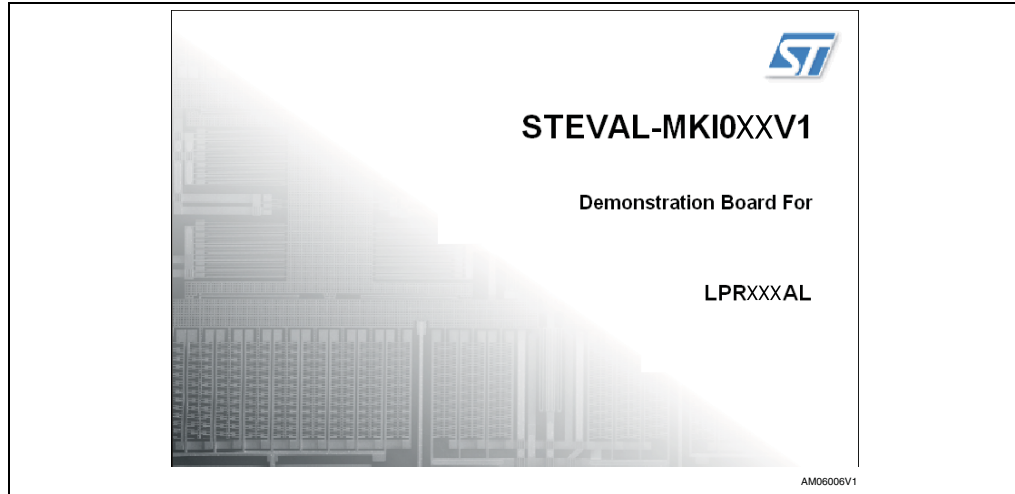 ST
STEVAL-MKI0XXV1
Demonstration Board For
LPRXXXAL
AM06006V1